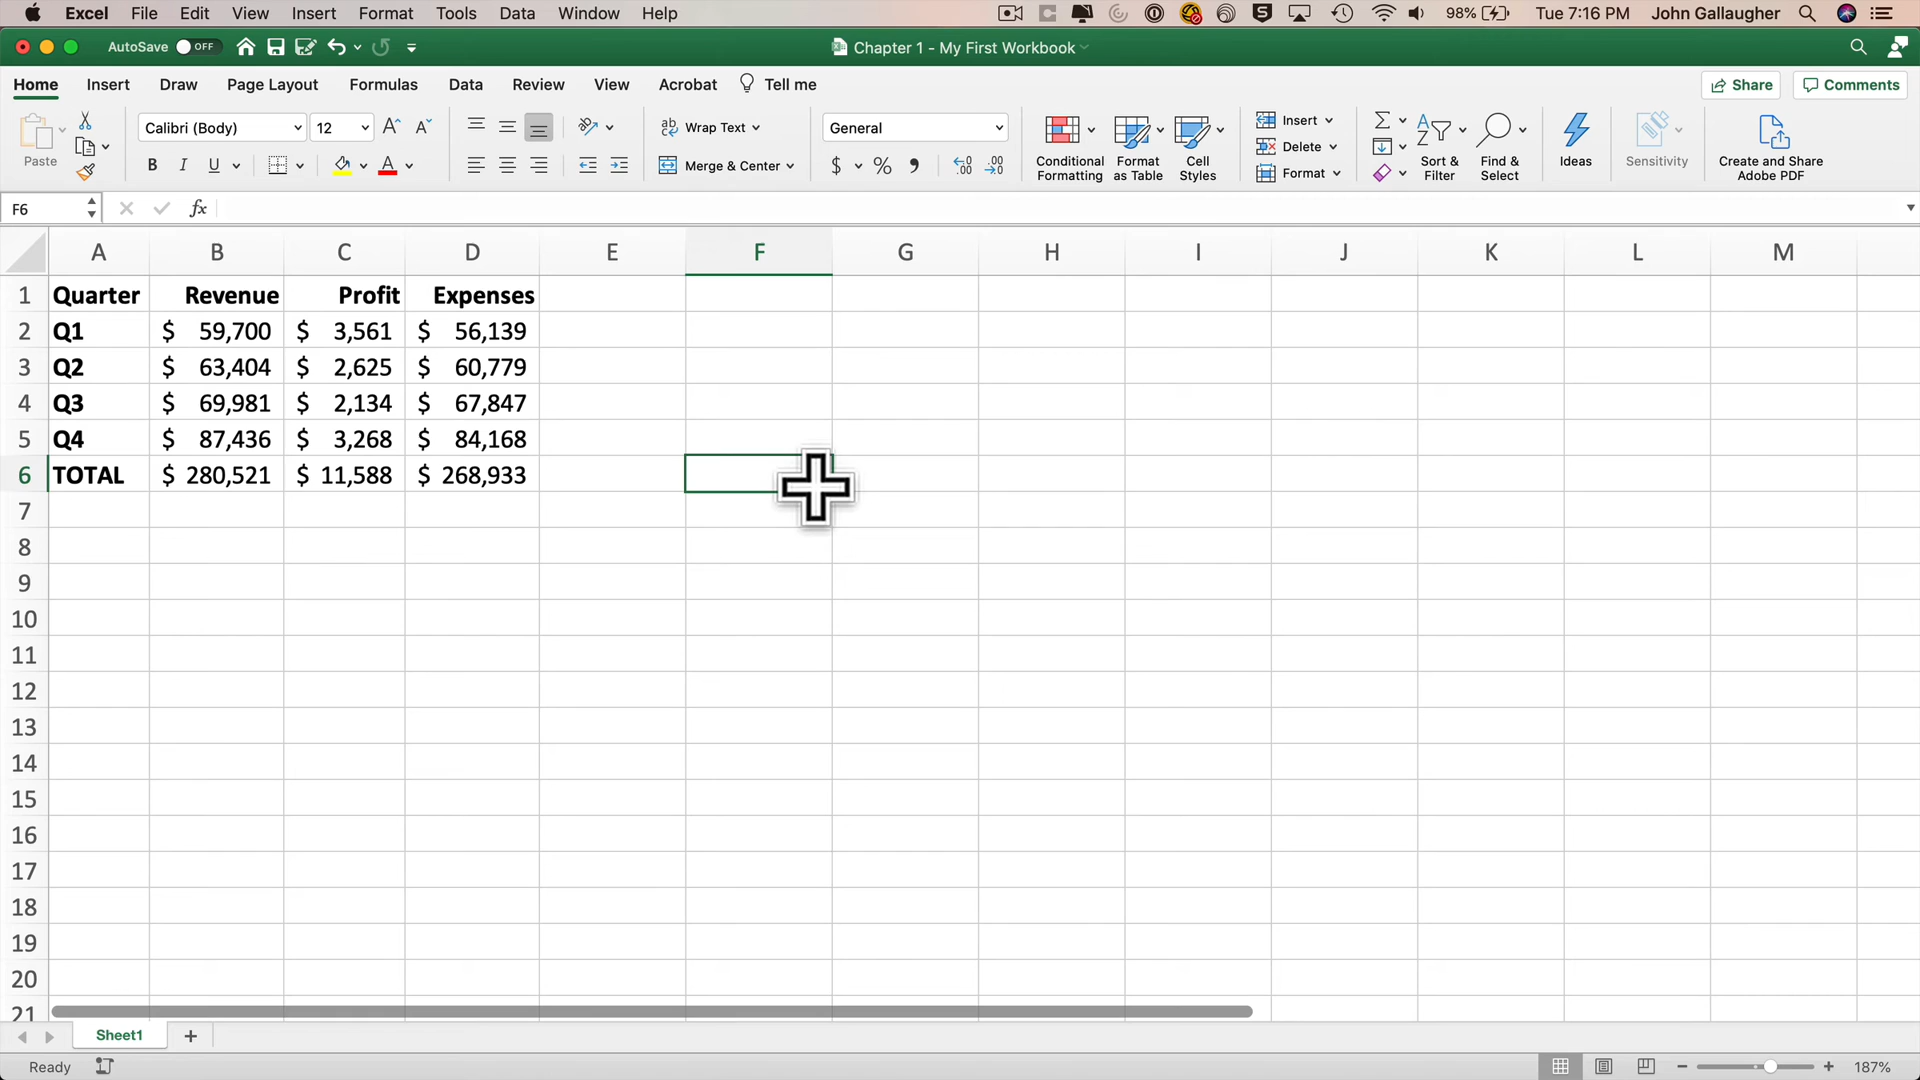 Excel File Edit View Insert Format Tools Data Window Help 98% Tue 7:16 PM John Gallaugher
AutoSave OFF Chapter 1 - My First Workbook
Home Insert Draw Page Layout Formulas Data Review View Acrobat Tell me Share Comments
Paste Calibri (Body) 12 A A B I U A
ab Wrap Text Merge & Center
General $ % , .00
Conditional Formatting
Format as Table
Cell Styles
Insert
Delete
Format
Sort & Filter
Find & Select
Ideas
Sensitivity
Create and Share Adobe PDF
F6 fx
A B C D E F G H I J K L M
1 Quarter Revenue Profit Expenses
2 Q1 $ 59,700 $ 3,561 $ 56,139
3 Q2 $ 63,404 $ 2,625 $ 60,779
4 Q3 $ 69,981 $ 2,134 $ 67,847
5 Q4 $ 87,436 $ 3,268 $ 84,168
6 TOTAL $ 280,521 $ 11,588 $ 268,933
7
8
9
10
11
12
13
14
15
16
17
18
19
20
21
Sheet1 +
Ready 187%